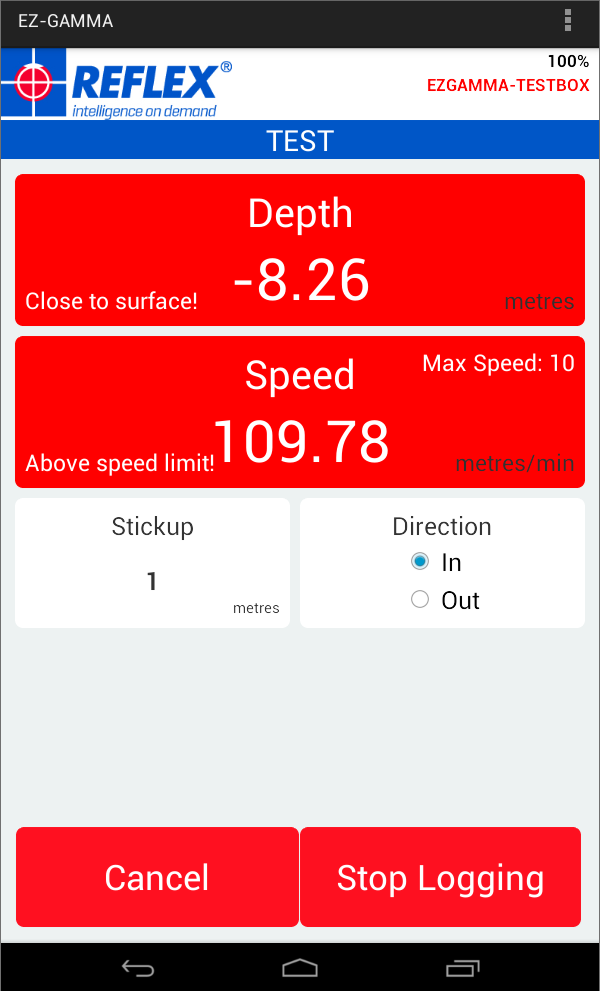 EZ-GAMMA
100%
REFLEX®
EZGAMMA-TESTBOX
intelligence on demand
TEST
Depth
-8.26
Close to surface!
metres
Max Speed: 10
Speed
109.78
Above speed limit!
metres/min
Stickup
1
metres
Direction
In
Out
Cancel
Stop Logging